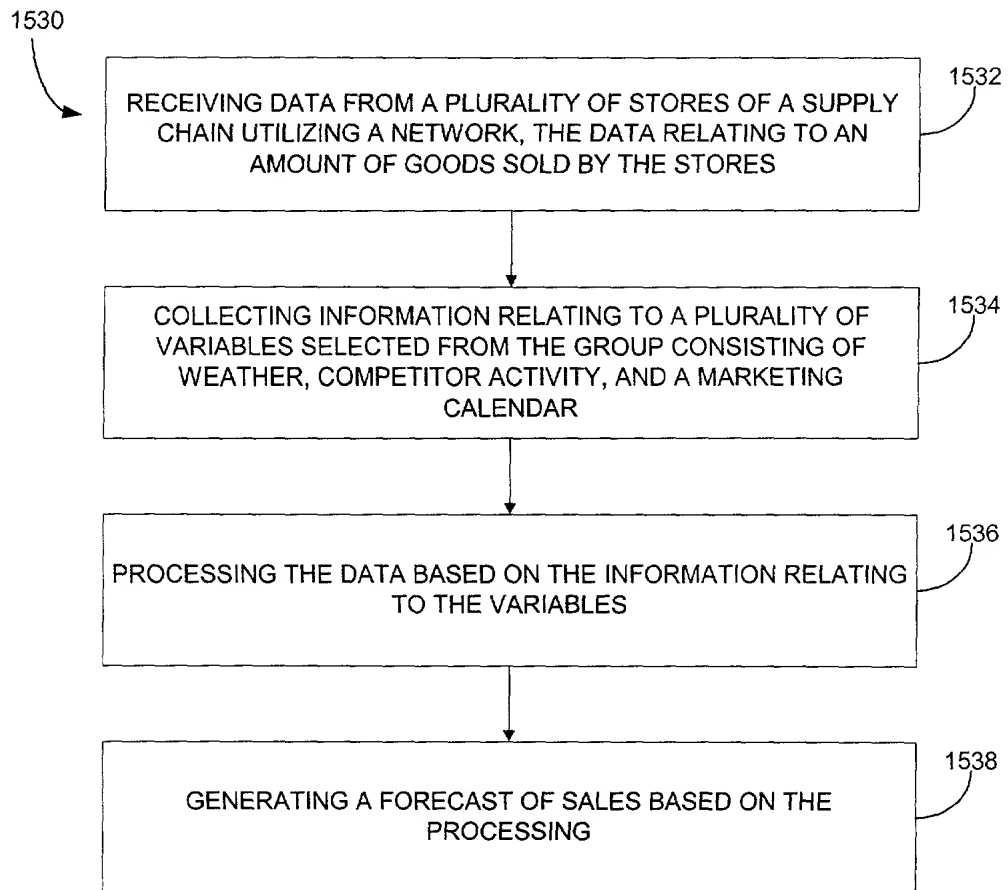 1530
1532
RECEIVING DATA FROM A PLURALITY OF STORES OF A SUPPLY
CHAIN UTILIZING A NETWORK, THE DATA RELATING TO AN
AMOUNT OF GOODS SOLD BY THE STORES
1534
COLLECTING INFORMATION RELATING TO A PLURALITY OF
VARIABLES SELECTED FROM THE GROUP CONSISTING OF
WEATHER, COMPETITOR ACTIVITY, AND A MARKETING
CALENDAR
1536
PROCESSING THE DATA BASED ON THE INFORMATION RELATING
TO THE VARIABLES
1538
GENERATING A FORECAST OF SALES BASED ON THE
PROCESSING